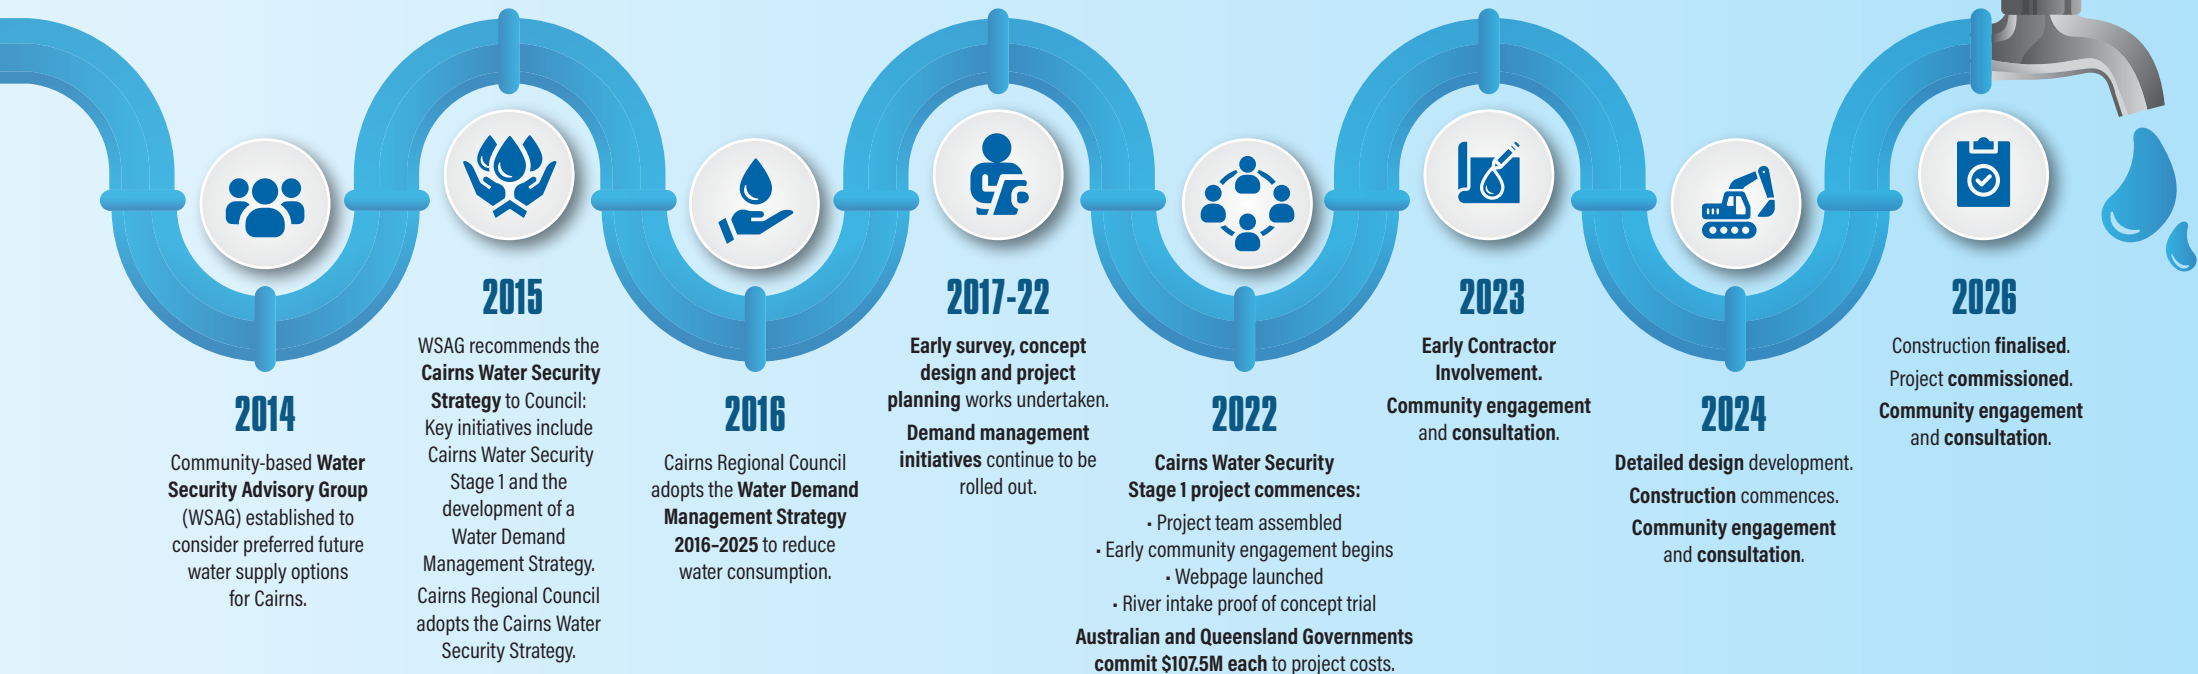 2014
Community-based Water
Security Advisory Group
(WSAG) established to
consider preferred future
water supply options
for Cairns.
2015
WSAG recommends the
Cairns Water Security
Strategy to Council:
Key initiatives include
Cairns Water Security
Stage 1 and the
development of a
Water Demand
Management Strategy.
Cairns Regional Council
adopts the Cairns Water
Security Strategy.
2016
Cairns Regional Council
adopts the Water Demand
Management Strategy
2016–2025 to reduce
water consumption.
2017-22
Early survey, concept
design and project
planning works undertaken.
Demand management
initiatives continue to be
rolled out.
2022
Cairns Water Security
Stage 1 project commences:
• Project team assembled
• Early community engagement begins
• Webpage launched
• River intake proof of concept trial
Australian and Queensland Governments
commit $107.5M each to project costs.
2023
Early Contractor
Involvement.
Community engagement
and consultation.
2024
Detailed design development.
Construction commences.
Community engagement
and consultation.
2026
Construction finalised.
Project commissioned.
Community engagement
and consultation.